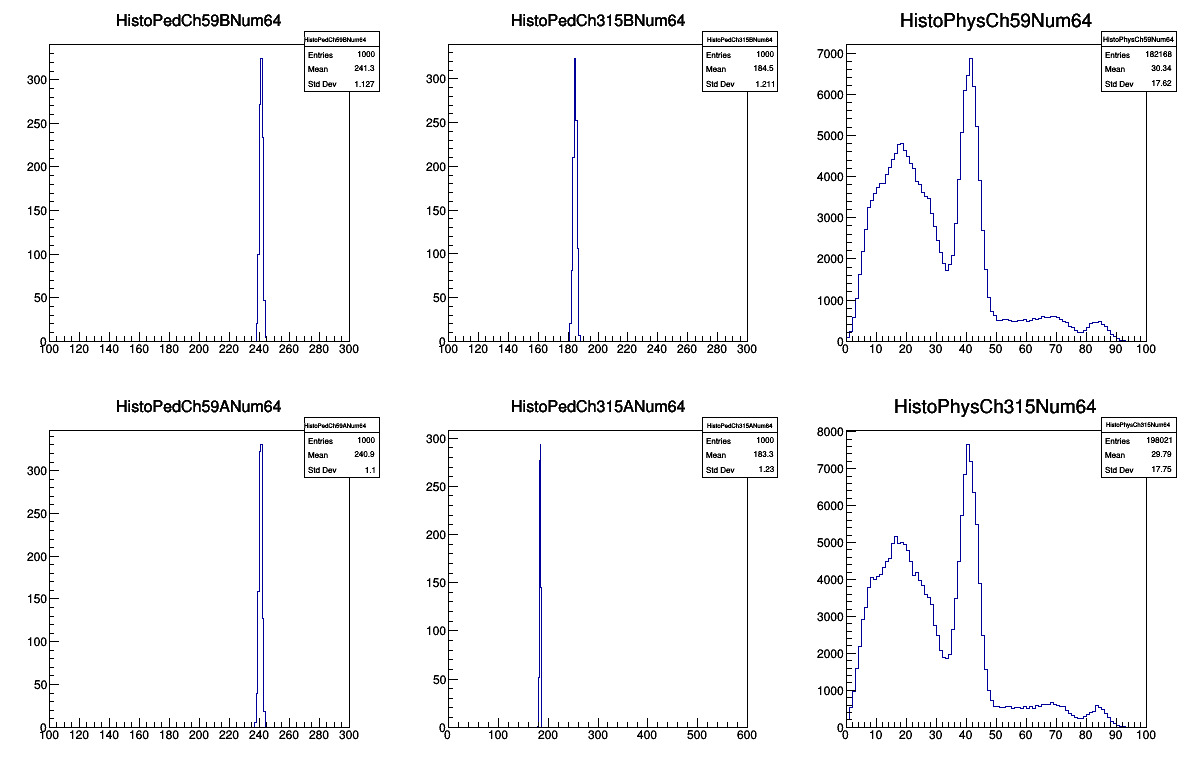 HistoPedCh59BNum64
HistoPedCh59BNum64
Entries 1000
Mean 241.3
Std Dev 1.127
300
250
200
150
100
50
0
100 120 140 160 180 200 220 240 260 280 300
HistoPedCh315BNum64
HistoPedCh315BNum64
Entries 1000
Mean 184.5
Std Dev 1.211
300
250
200
150
100
50
0
100 120 140 160 180 200 220 240 260 280 300
HistoPhysCh59Num64
HistoPhysCh59Num64
Entries 182168
Mean 30.34
Std Dev 17.62
7000
6000
5000
4000
3000
2000
1000
0
0 10 20 30 40 50 60 70 80 90 100
HistoPedCh59ANum64
HistoPedCh59ANum64
Entries 1000
Mean 240.9
Std Dev 1.1
300
250
200
150
100
50
0
100 120 140 160 180 200 220 240 260 280 300
HistoPedCh315ANum64
HistoPedCh315ANum64
Entries 1000
Mean 183.3
Std Dev 1.23
300
250
200
150
100
50
0
0 100 200 300 400 500 600
HistoPhysCh315Num64
HistoPhysCh315Num64
Entries 198021
Mean 29.79
Std Dev 17.75
8000
7000
6000
5000
4000
3000
2000
1000
0
0 10 20 30 40 50 60 70 80 90 100